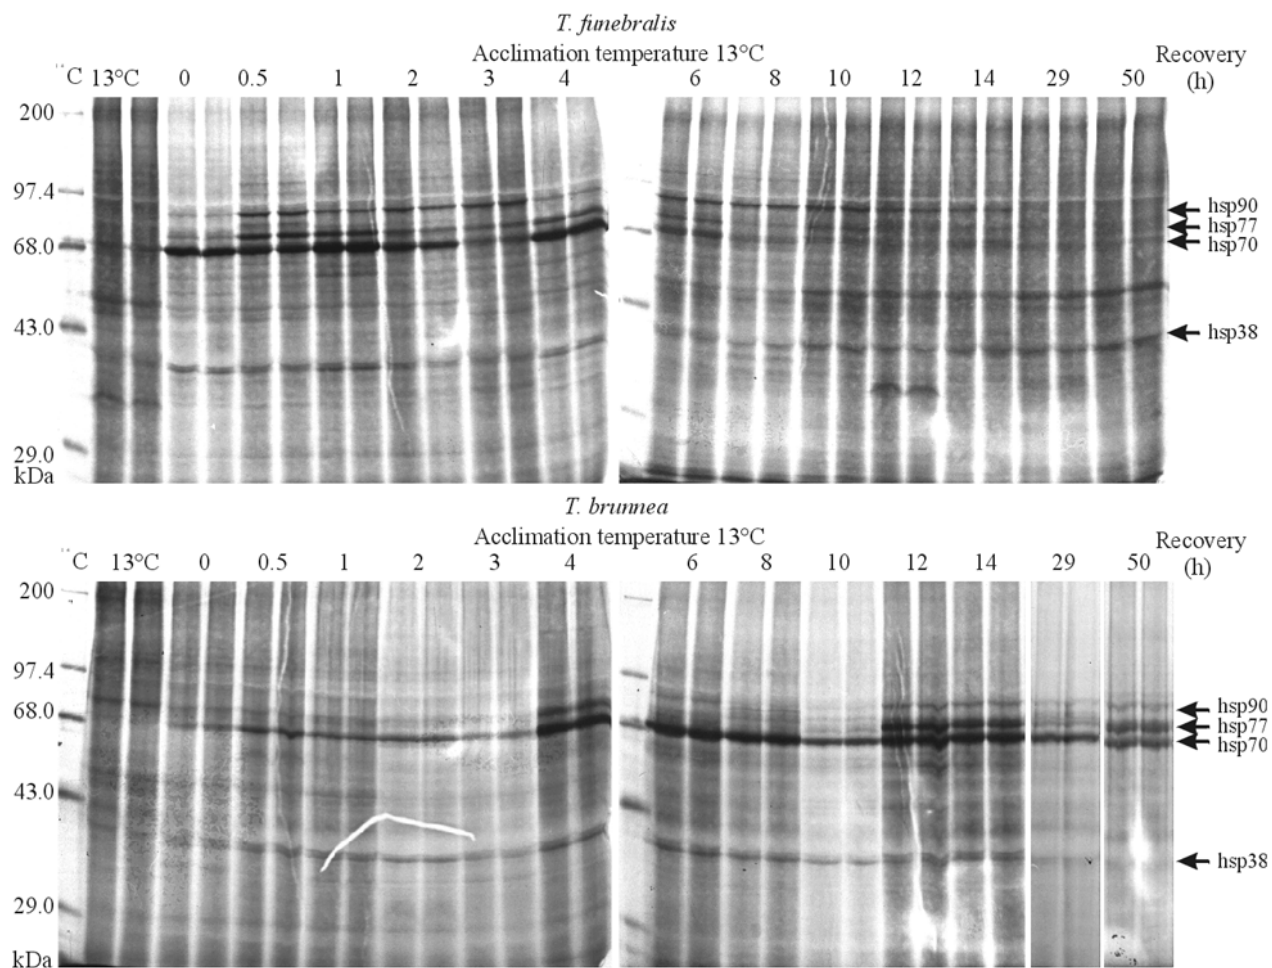 T. funebralis
Acclimation temperature 13°C
Recovery
(h)
C 13°C 0 0.5 1 2 3 4 6 8 10 12 14 29 50
200
97.4
68.0
43.0
29.0
kDa
hsp90
hsp77
hsp70
hsp38
T. brunnea
Acclimation temperature 13°C
Recovery
(h)
C 13°C 0 0.5 1 2 3 4 6 8 10 12 14 29 50
200
97.4
68.0
43.0
29.0
kDa
hsp90
hsp77
hsp70
hsp38